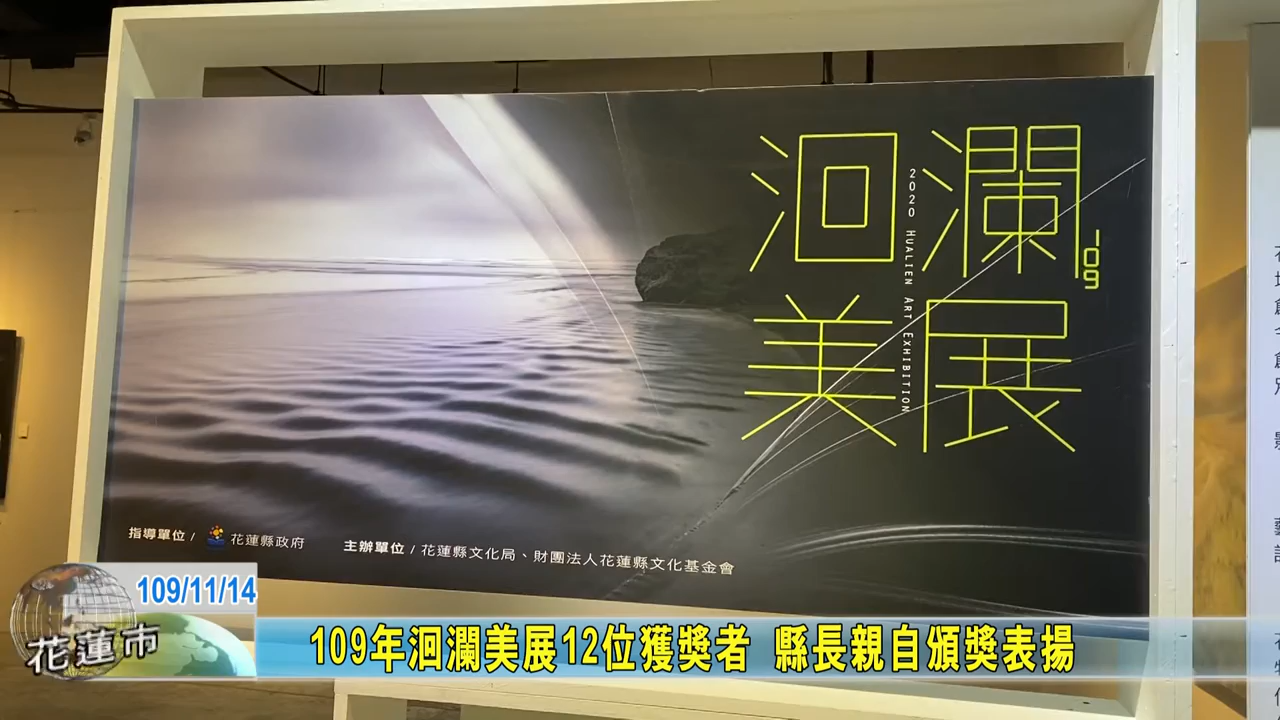 洄瀾
美展
109
2020 HUALIEN ART EXHIBITION
指導單位 / 花蓮縣政府
主辦單位 / 花蓮縣文化局、財團法人花蓮縣文化基金會
109/11/14
花蓮市
109年洄瀾美展12位獲獎者 縣長親自頒獎表揚